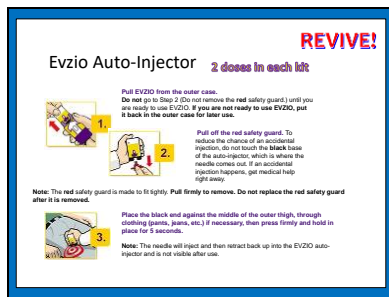 REVIVE!
Evzio Auto-Injector
2 doses in each kit
Pull EVZIO from the outer case.
Do not go to Step 2 (Do not remove the red safety guard.) until you
are ready to use EVZIO. If you are not ready to use EVZIO, put
it back in the outer case for later use.
1.
Pull off the red safety guard. To
reduce the chance of an accidental
injection, do not touch the black base
of the auto-injector, which is where the
needle comes out. If an accidental
injection happens, get medical help
right away.
2.
Note: The red safety guard is made to fit tightly. Pull firmly to remove. Do not replace the red safety guard
after it is removed.
Place the black end against the middle of the outer thigh, through
clothing (pants, jeans, etc.) if necessary, then press firmly and hold in
place for 5 seconds.
3.
Note: The needle will inject and then retract back up into the EVZIO auto-
injector and is not visible after use.